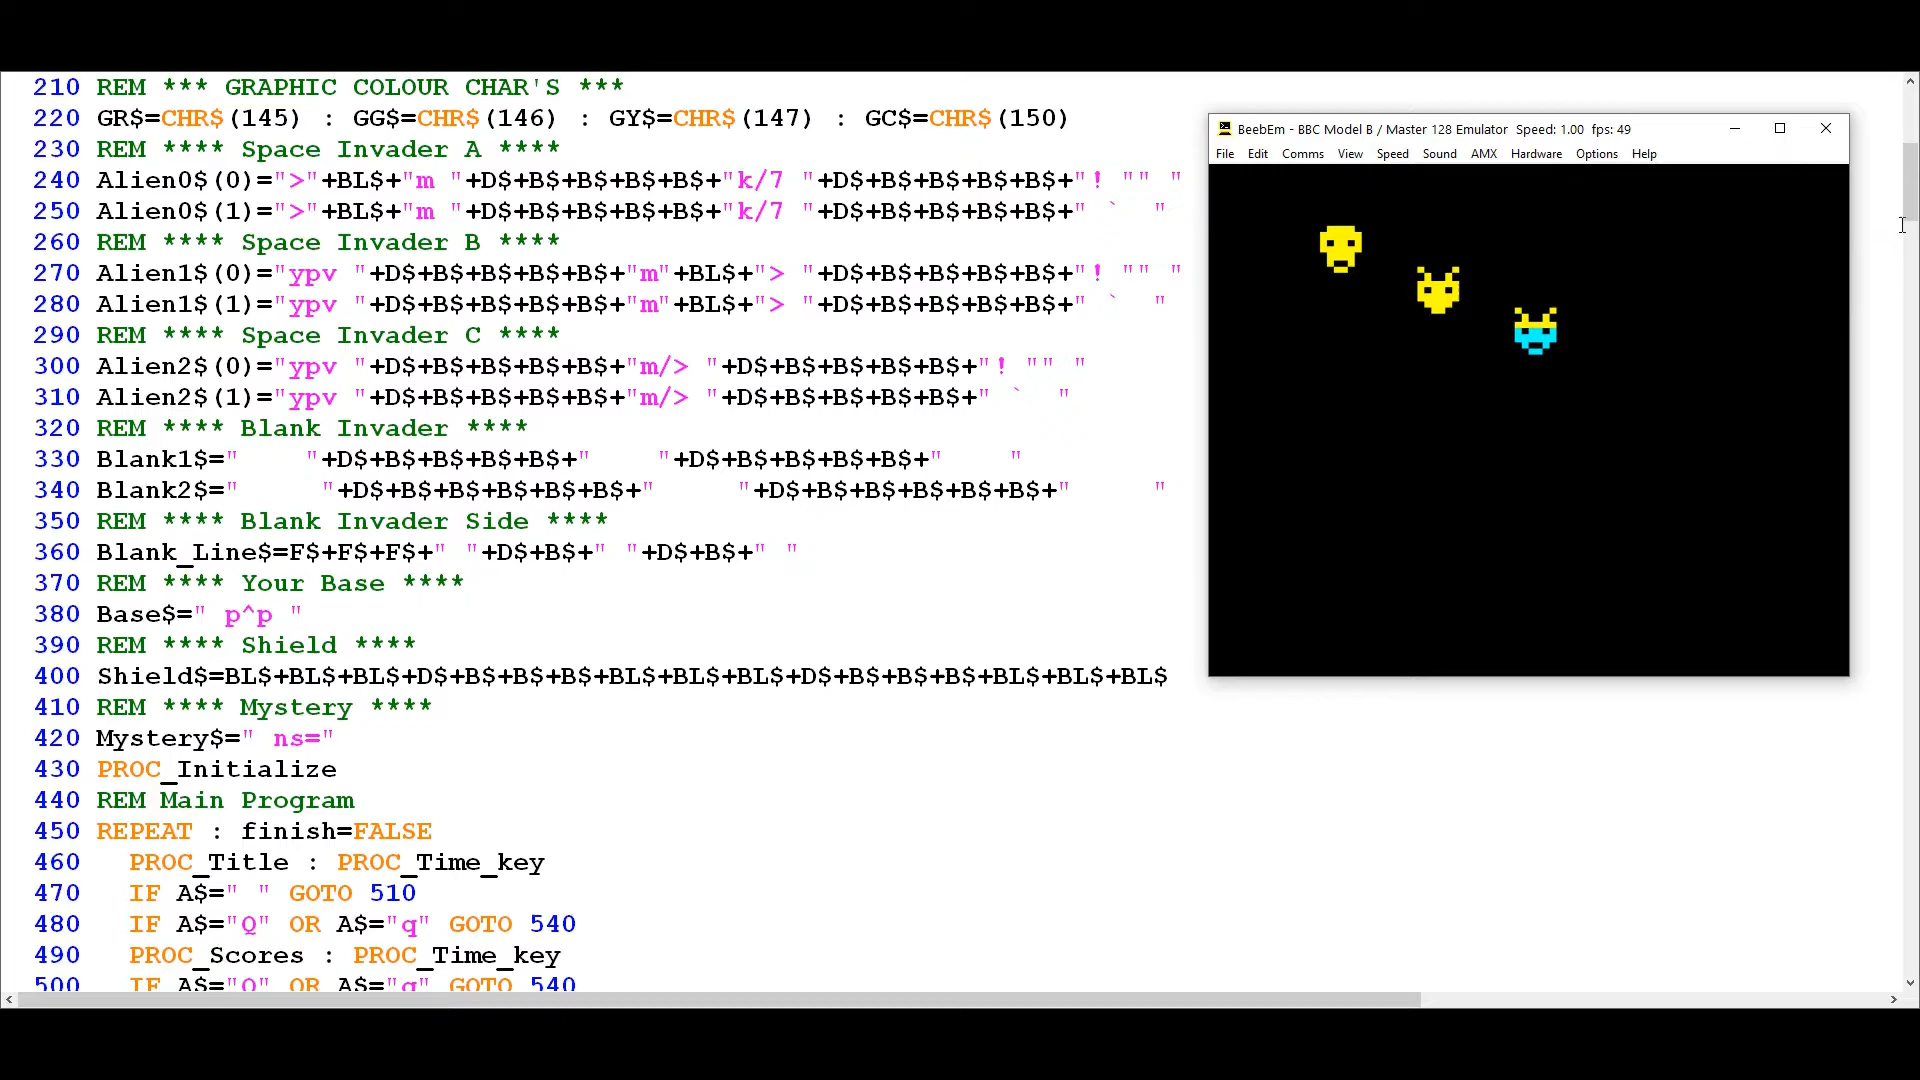 210 REM *** GRAPHIC COLOUR CHAR'S ***
220 GR$=CHR$(145) : GG$=CHR$(146) : GY$=CHR$(147) : GC$=CHR$(150)
230 REM **** Space Invader A ****
240 Alien0$(0)=">"+BL$+"m "+D$+B$+B$+B$+B$+"k/7 "+D$+B$+B$+B$+B$+"! "" "
250 Alien0$(1)=">"+BL$+"m "+D$+B$+B$+B$+B$+"k/7 "+D$+B$+B$+B$+B$+" `  "
260 REM **** Space Invader B ****
270 Alien1$(0)="ypv "+D$+B$+B$+B$+B$+"m"+BL$+"> "+D$+B$+B$+B$+B$+"! "" "
280 Alien1$(1)="ypv "+D$+B$+B$+B$+B$+"m"+BL$+"> "+D$+B$+B$+B$+B$+" `  "
290 REM **** Space Invader C ****
300 Alien2$(0)="ypv "+D$+B$+B$+B$+B$+"m/> "+D$+B$+B$+B$+B$+"! "" "
310 Alien2$(1)="ypv "+D$+B$+B$+B$+B$+"m/> "+D$+B$+B$+B$+B$+" `  "
320 REM **** Blank Invader ****
330 Blank1$="    "+D$+B$+B$+B$+B$+"    "+D$+B$+B$+B$+B$+"    "
340 Blank2$="     "+D$+B$+B$+B$+B$+B$+"     "+D$+B$+B$+B$+B$+B$+"     "
350 REM **** Blank Invader Side ****
360 Blank_Line$=F$+F$+F$+" "+D$+B$+" "+D$+B$+" "
370 REM **** Your Base ****
380 Base$=" p^p "
390 REM **** Shield ****
400 Shield$=BL$+BL$+BL$+D$+B$+B$+B$+BL$+BL$+BL$+D$+B$+B$+B$+BL$+BL$+BL$
410 REM **** Mystery ****
420 Mystery$=" ns="
430 PROC_Initialize
440 REM Main Program
450 REPEAT : finish=FALSE
460 PROC_Title : PROC_Time_key
470 IF A$=" " GOTO 510
480 IF A$="Q" OR A$="q" GOTO 540
490 PROC_Scores : PROC_Time_key
500 IF A$="Q" OR A$="q" GOTO 540
BeebEm - BBC Model B / Master 128 Emulator Speed: 1.00 fps: 49
File Edit Comms View Speed Sound AMX Hardware Options Help